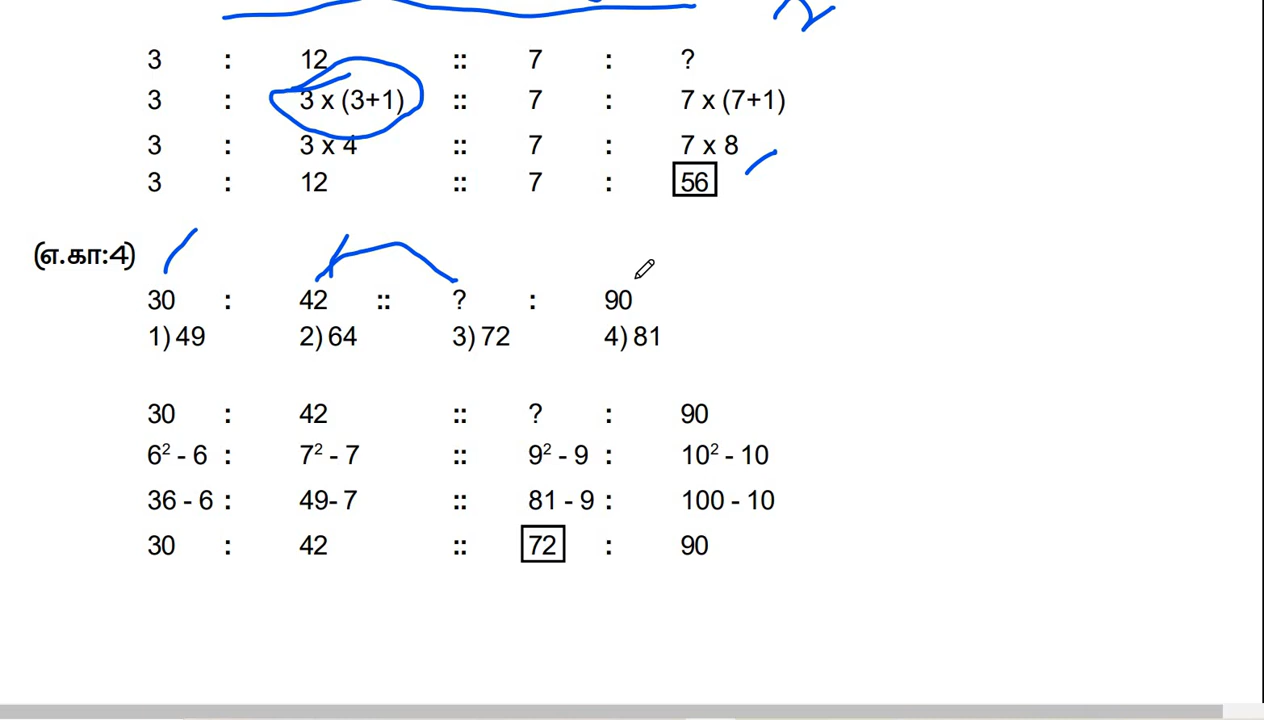 3 : 12 :: 7 : ?
3 : 3 x (3+1) :: 7 : 7 x (7+1)
3 : 3 x 4 :: 7 : 7 x 8
3 : 12 :: 7 : 56
(எ.கா:4)
30 : 42 :: ? : 90
1) 49 2) 64 3) 72 4) 81
30 : 42 :: ? : 90
6² - 6 : 7² - 7 :: 9² - 9 : 10² - 10
36 - 6 : 49- 7 :: 81 - 9 : 100 - 10
30 : 42 :: 72 : 90